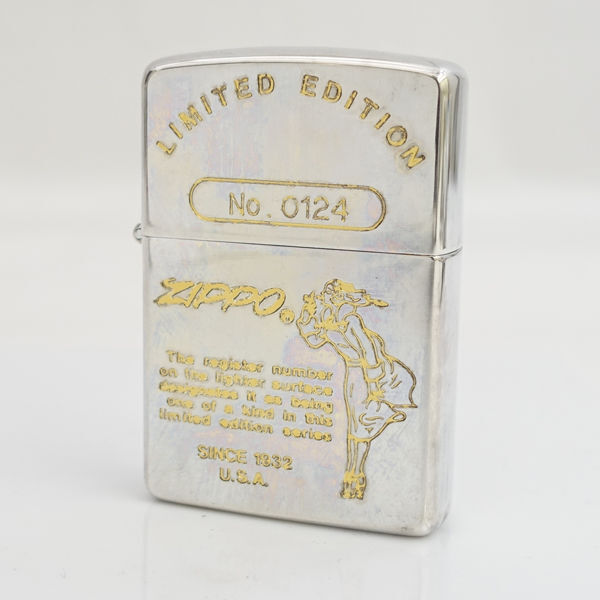 LIMITED EDITION
No. 0124
ZIPPO®
The register number
on the lighter surface
designates it as being
one of a kind in this
limited edition series
SINCE 1932
U.S.A.